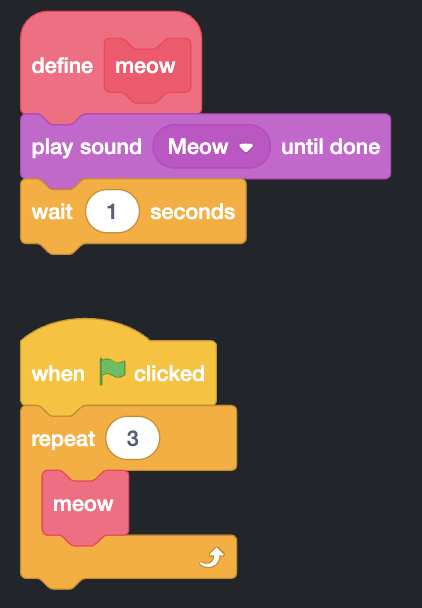 define meow
play sound Meow until done
wait 1 seconds
when clicked
repeat 3
meow